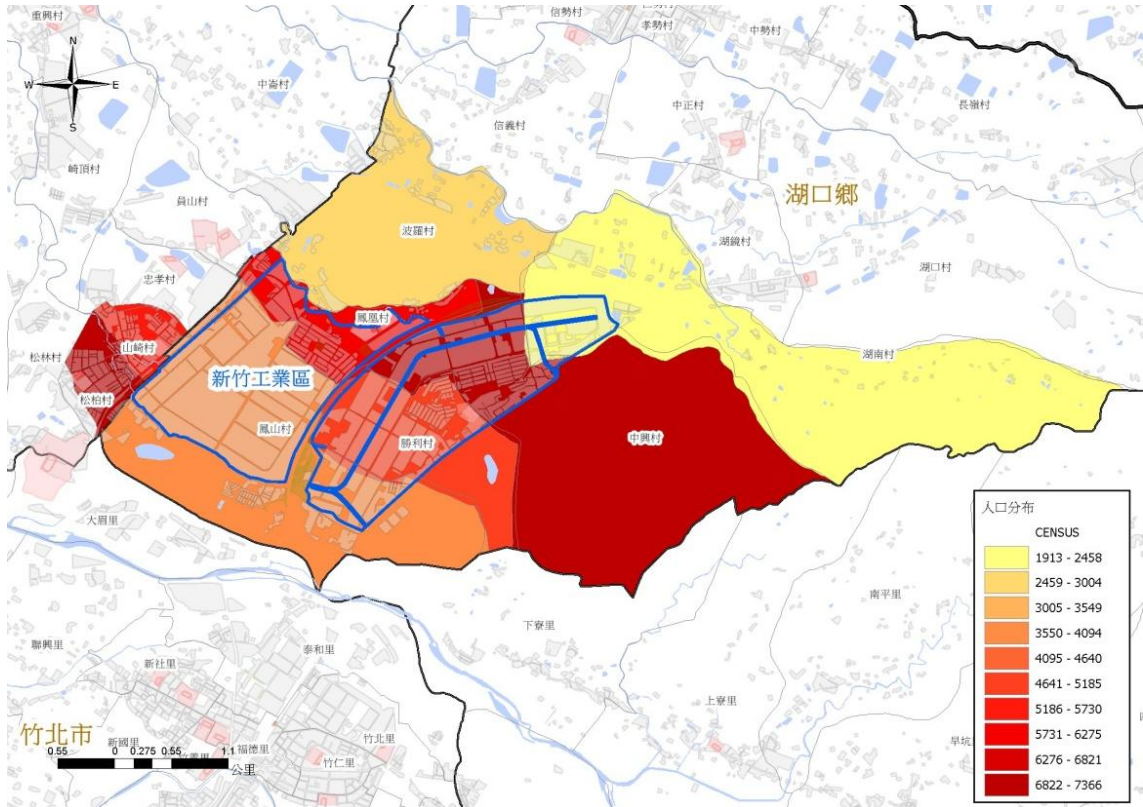 重興村
信勢村
孝勢村
中勢村
N
W
E
S
中崙村
信義村
中正村
長嶺村
崎頂村
員山村
湖口鄉
波羅村
湖鏡村
湖口村
忠孝村
鳳凰村
松林村
山崎村
湖南村
新竹工業區
松柏村
鳳山村
勝利村
中興村
大眉里
南平里
下寮里
聯興里
泰和里
新社里
上寮里
竹北市
新國里
福德里
竹北里
竹仁里
0.55
0
0.275
0.55
1.1
公里
人口分布
CENSUS
1913 - 2458
2459 - 3004
3005 - 3549
3550 - 4094
4095 - 4640
4641 - 5185
5186 - 5730
5731 - 6275
6276 - 6821
6822 - 7366